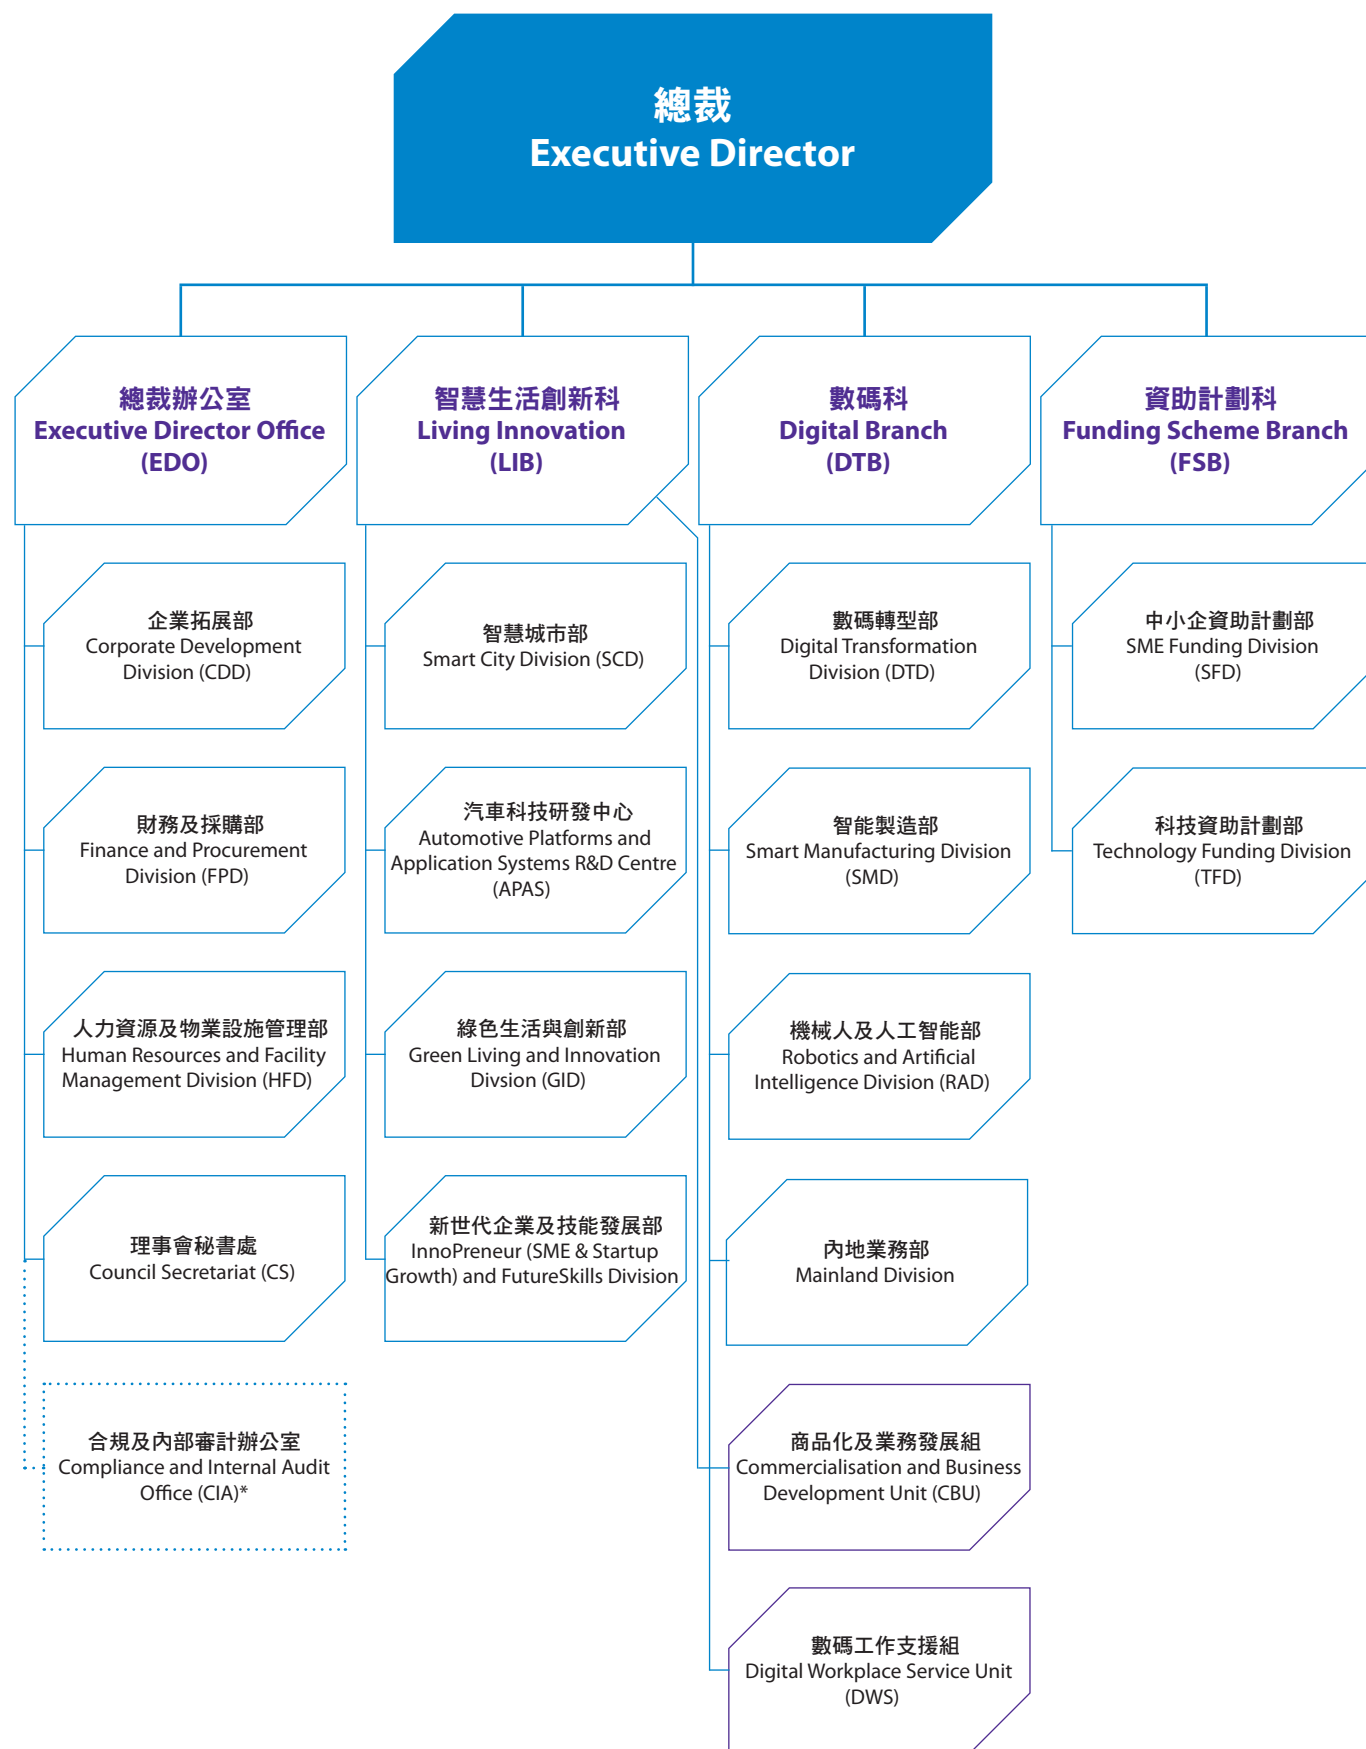 總裁
Executive Director
總裁辦公室
Executive Director Office
(EDO)
企業拓展部
Corporate Development
Division (CDD)
財務及採購部
Finance and Procurement
Division (FPD)
人力資源及物業設施管理部
Human Resources and Facility
Management Division (HFD)
理事會秘書處
Council Secretariat (CS)
合規及內部審計辦公室
Compliance and Internal Audit
Office (CIA)*
智慧生活創新科
Living Innovation
(LIB)
智慧城市部
Smart City Division (SCD)
汽車科技研發中心
Automotive Platforms and
Application Systems R&D Centre
(APAS)
綠色生活與創新部
Green Living and Innovation
Divsion (GID)
新世代企業及技能發展部
InnoPreneur (SME & Startup
Growth) and FutureSkills Division
數碼科
Digital Branch
(DTB)
數碼轉型部
Digital Transformation
Division (DTD)
智能製造部
Smart Manufacturing Division
(SMD)
機械人及人工智能部
Robotics and Artificial
Intelligence Division (RAD)
內地業務部
Mainland Division
商品化及業務發展組
Commercialisation and Business
Development Unit (CBU)
數碼工作支援組
Digital Workplace Service Unit
(DWS)
資助計劃科
Funding Scheme Branch
(FSB)
中小企資助計劃部
SME Funding Division
(SFD)
科技資助計劃部
Technology Funding Division
(TFD)